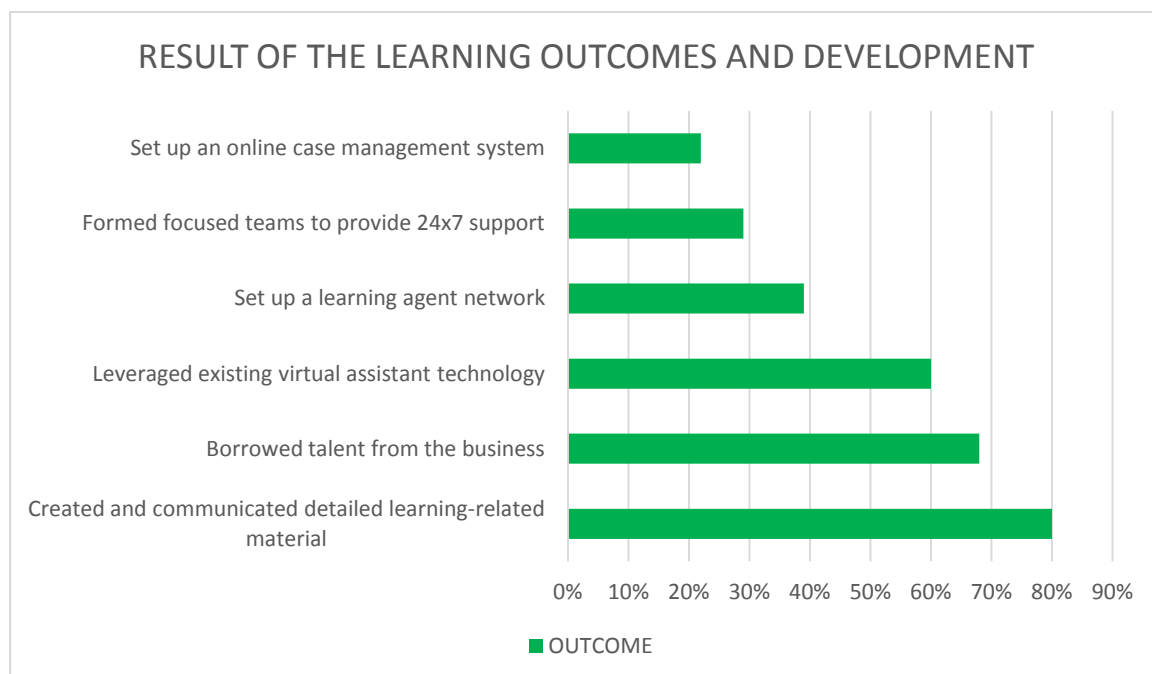 RESULT OF THE LEARNING OUTCOMES AND DEVELOPMENT
Set up an online case management system
Formed focused teams to provide 24x7 support
Set up a learning agent network
Leveraged existing virtual assistant technology
Borrowed talent from the business
Created and communicated detailed learning-related
material
0% 10% 20% 30% 40% 50% 60% 70% 80% 90%
OUTCOME